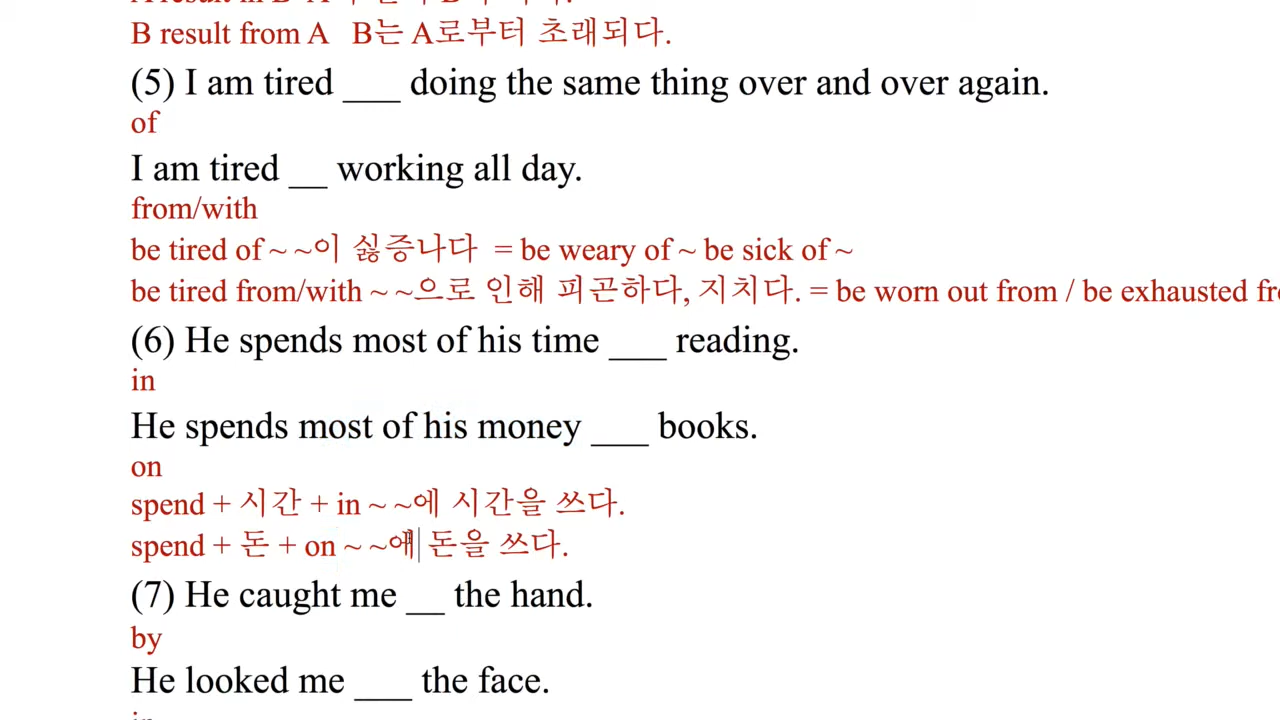 A result in B A
B result from A B는 A로부터 초래되다.
(5) I am tired ___ doing the same thing over and over again.
of
I am tired __ working all day.
from/with
be tired of ~ ~이 싫증나다 = be weary of ~ be sick of ~
be tired from/with ~ ~으로 인해 피곤하다, 지치다. = be worn out from / be exhausted fro
(6) He spends most of his time ___ reading.
in
He spends most of his money ___ books.
on
spend + 시간 + in ~ ~에 시간을 쓰다.
spend + 돈 + on ~ ~에 돈을 쓰다.
(7) He caught me __ the hand.
by
He looked me ___ the face.
in